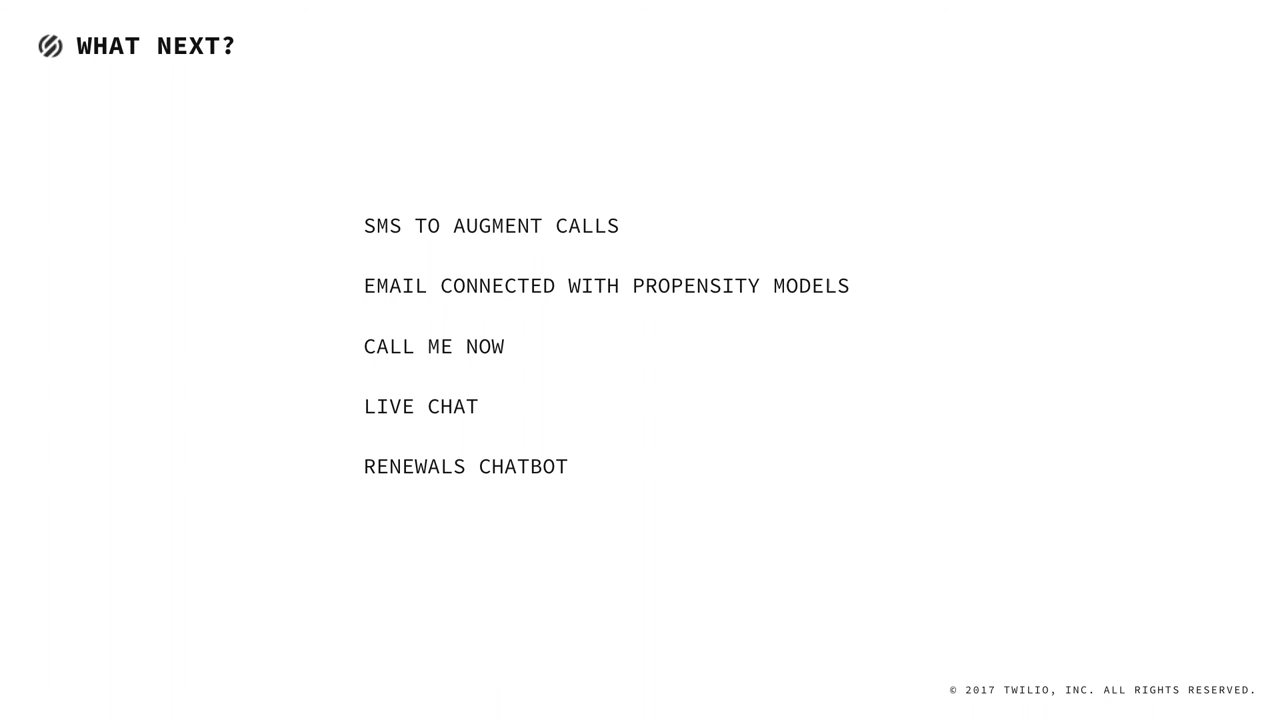 WHAT NEXT?
SMS TO AUGMENT CALLS
EMAIL CONNECTED WITH PROPENSITY MODELS
CALL ME NOW
LIVE CHAT
RENEWALS CHATBOT
© 2017 TWILIO, INC. ALL RIGHTS RESERVED.